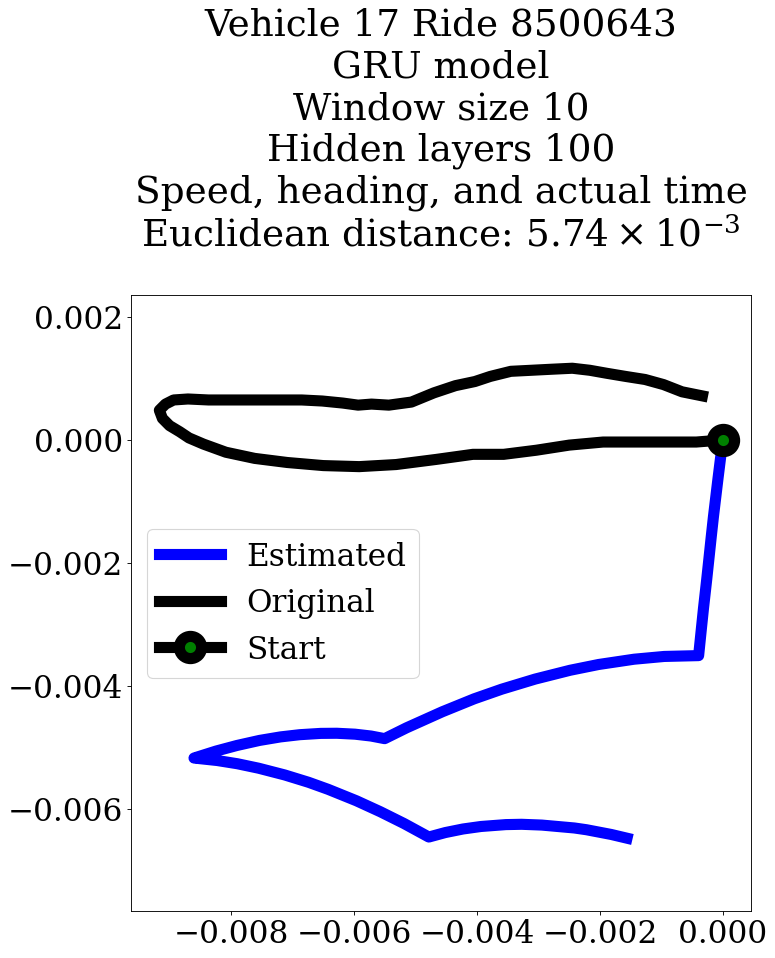 Vehicle 17 Ride 8500643
GRU model
Window size 10
Hidden layers 100
Speed, heading, and actual time
Euclidean distance: 5.74 × 10⁻³
0.002
0.000
−0.002
−0.004
−0.006
Estimated
Original
Start
−0.008 −0.006 −0.004 −0.002 0.000